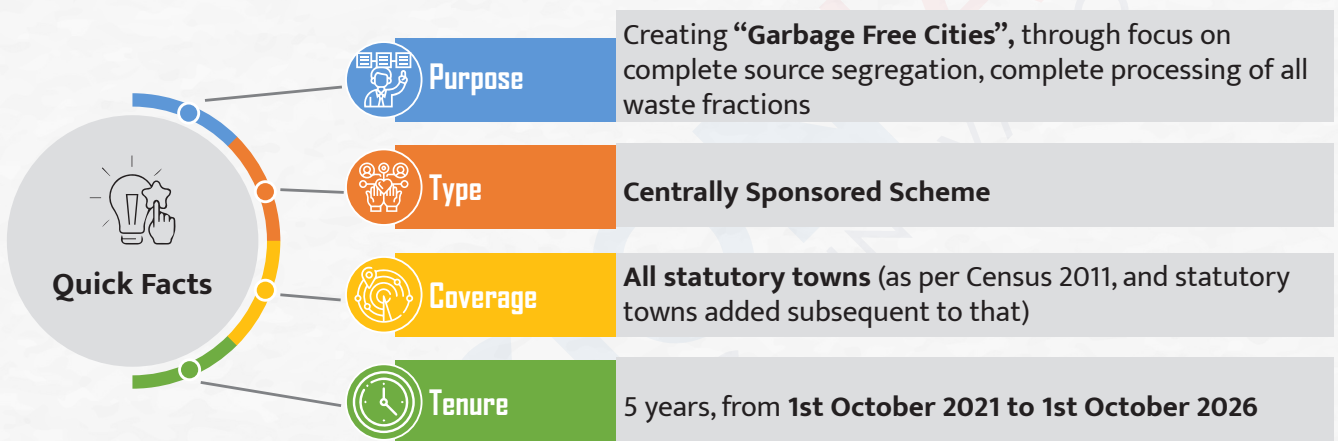 Quick Facts
Purpose
Creating “Garbage Free Cities”, through focus on
complete source segregation, complete processing of all
waste fractions
Type
Centrally Sponsored Scheme
Coverage
All statutory towns (as per Census 2011, and statutory
towns added subsequent to that)
Tenure
5 years, from 1st October 2021 to 1st October 2026